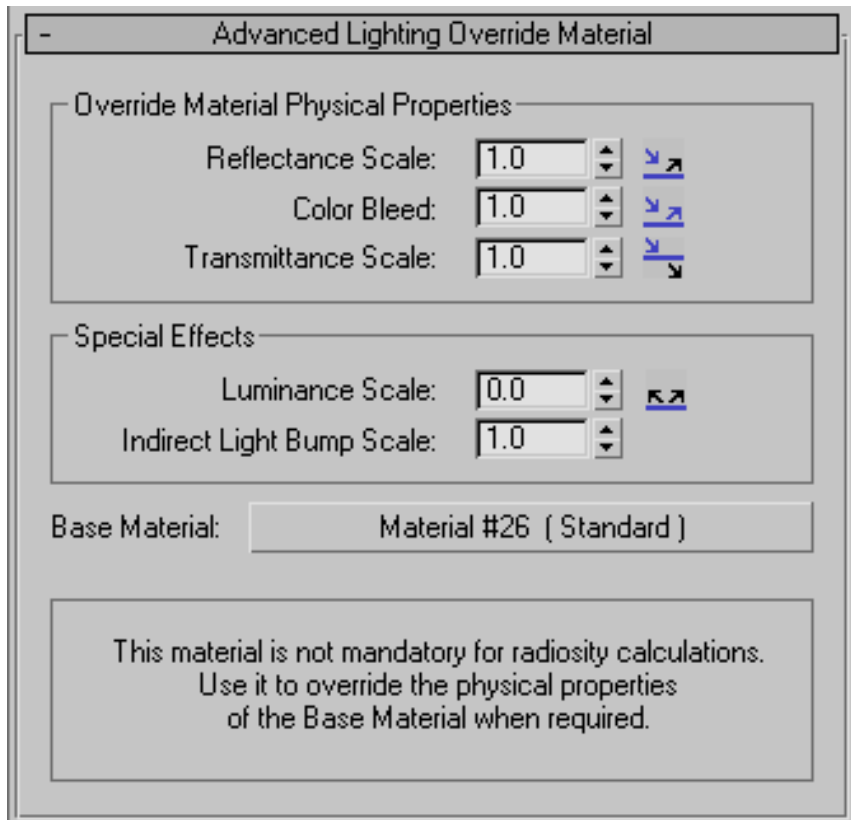 - Advanced Lighting Override Material
Override Material Physical Properties
Reflectance Scale: 1.0
Color Bleed: 1.0
Transmittance Scale: 1.0
Special Effects
Luminance Scale: 0.0
Indirect Light Bump Scale: 1.0
Base Material: Material #26 ( Standard )
This material is not mandatory for radiosity calculations.
Use it to override the physical properties
of the Base Material when required.